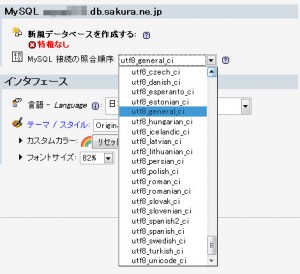 MySQL db.sakura.ne.jp
新規データベースを作成する:
特権なし
MySQL 接続の照合順序: utf8_general_ci
utf8_czech_ci
utf8_danish_ci
utf8_esperanto_ci
utf8_estonian_ci
utf8_general_ci
utf8_hungarian_ci
utf8_icelandic_ci
utf8_latvian_ci
utf8_lithuanian_ci
utf8_persian_ci
utf8_polish_ci
utf8_roman_ci
utf8_romanian_ci
utf8_slovak_ci
utf8_slovenian_ci
utf8_spanish2_ci
utf8_spanish_ci
utf8_swedish_ci
utf8_turkish_ci
utf8_unicode_ci
インタフェース
言語 - Language
テーマ / スタイル: Origin
カスタムカラー: リセット
フォントサイズ: 82%